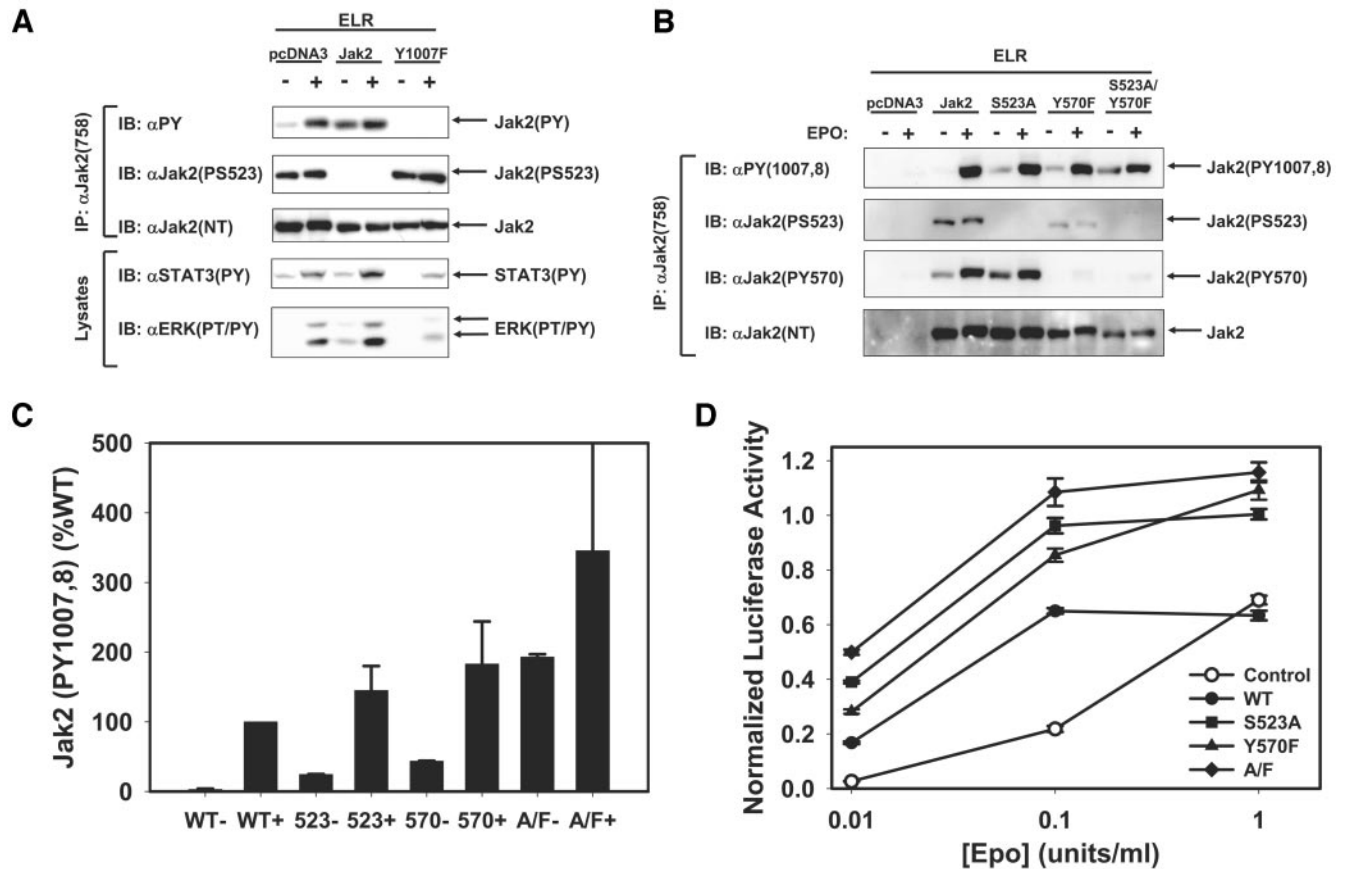 A
ELR
pcDNA3 Jak2 Y1007F
- + - + - +
IP: αJak2(758)
IB: αPY
Jak2(PY)
IB: αJak2(PS523)
Jak2(PS523)
IB: αJak2(NT)
Jak2
Lysates
IB: αSTAT3(PY)
STAT3(PY)
IB: αERK(PT/PY)
ERK(PT/PY)
B
ELR
pcDNA3 Jak2 S523A Y570F S523A/
Y570F
EPO: - + - + - + - + - +
IP: αJak2(758)
IB: αPY(1007,8)
Jak2(PY1007,8)
IB: αJak2(PS523)
Jak2(PS523)
IB: αJak2(PY570)
Jak2(PY570)
IB: αJak2(NT)
Jak2
C
Jak2 (PY1007,8) (%WT)
500
400
300
200
100
0
WT- WT+ 523- 523+ 570- 570+ A/F- A/F+
D
Normalized Luciferase Activity
1.2
1.0
0.8
0.6
0.4
0.2
0.0
Control
WT
S523A
Y570F
A/F
0.01 0.1 1
[Epo] (units/ml)